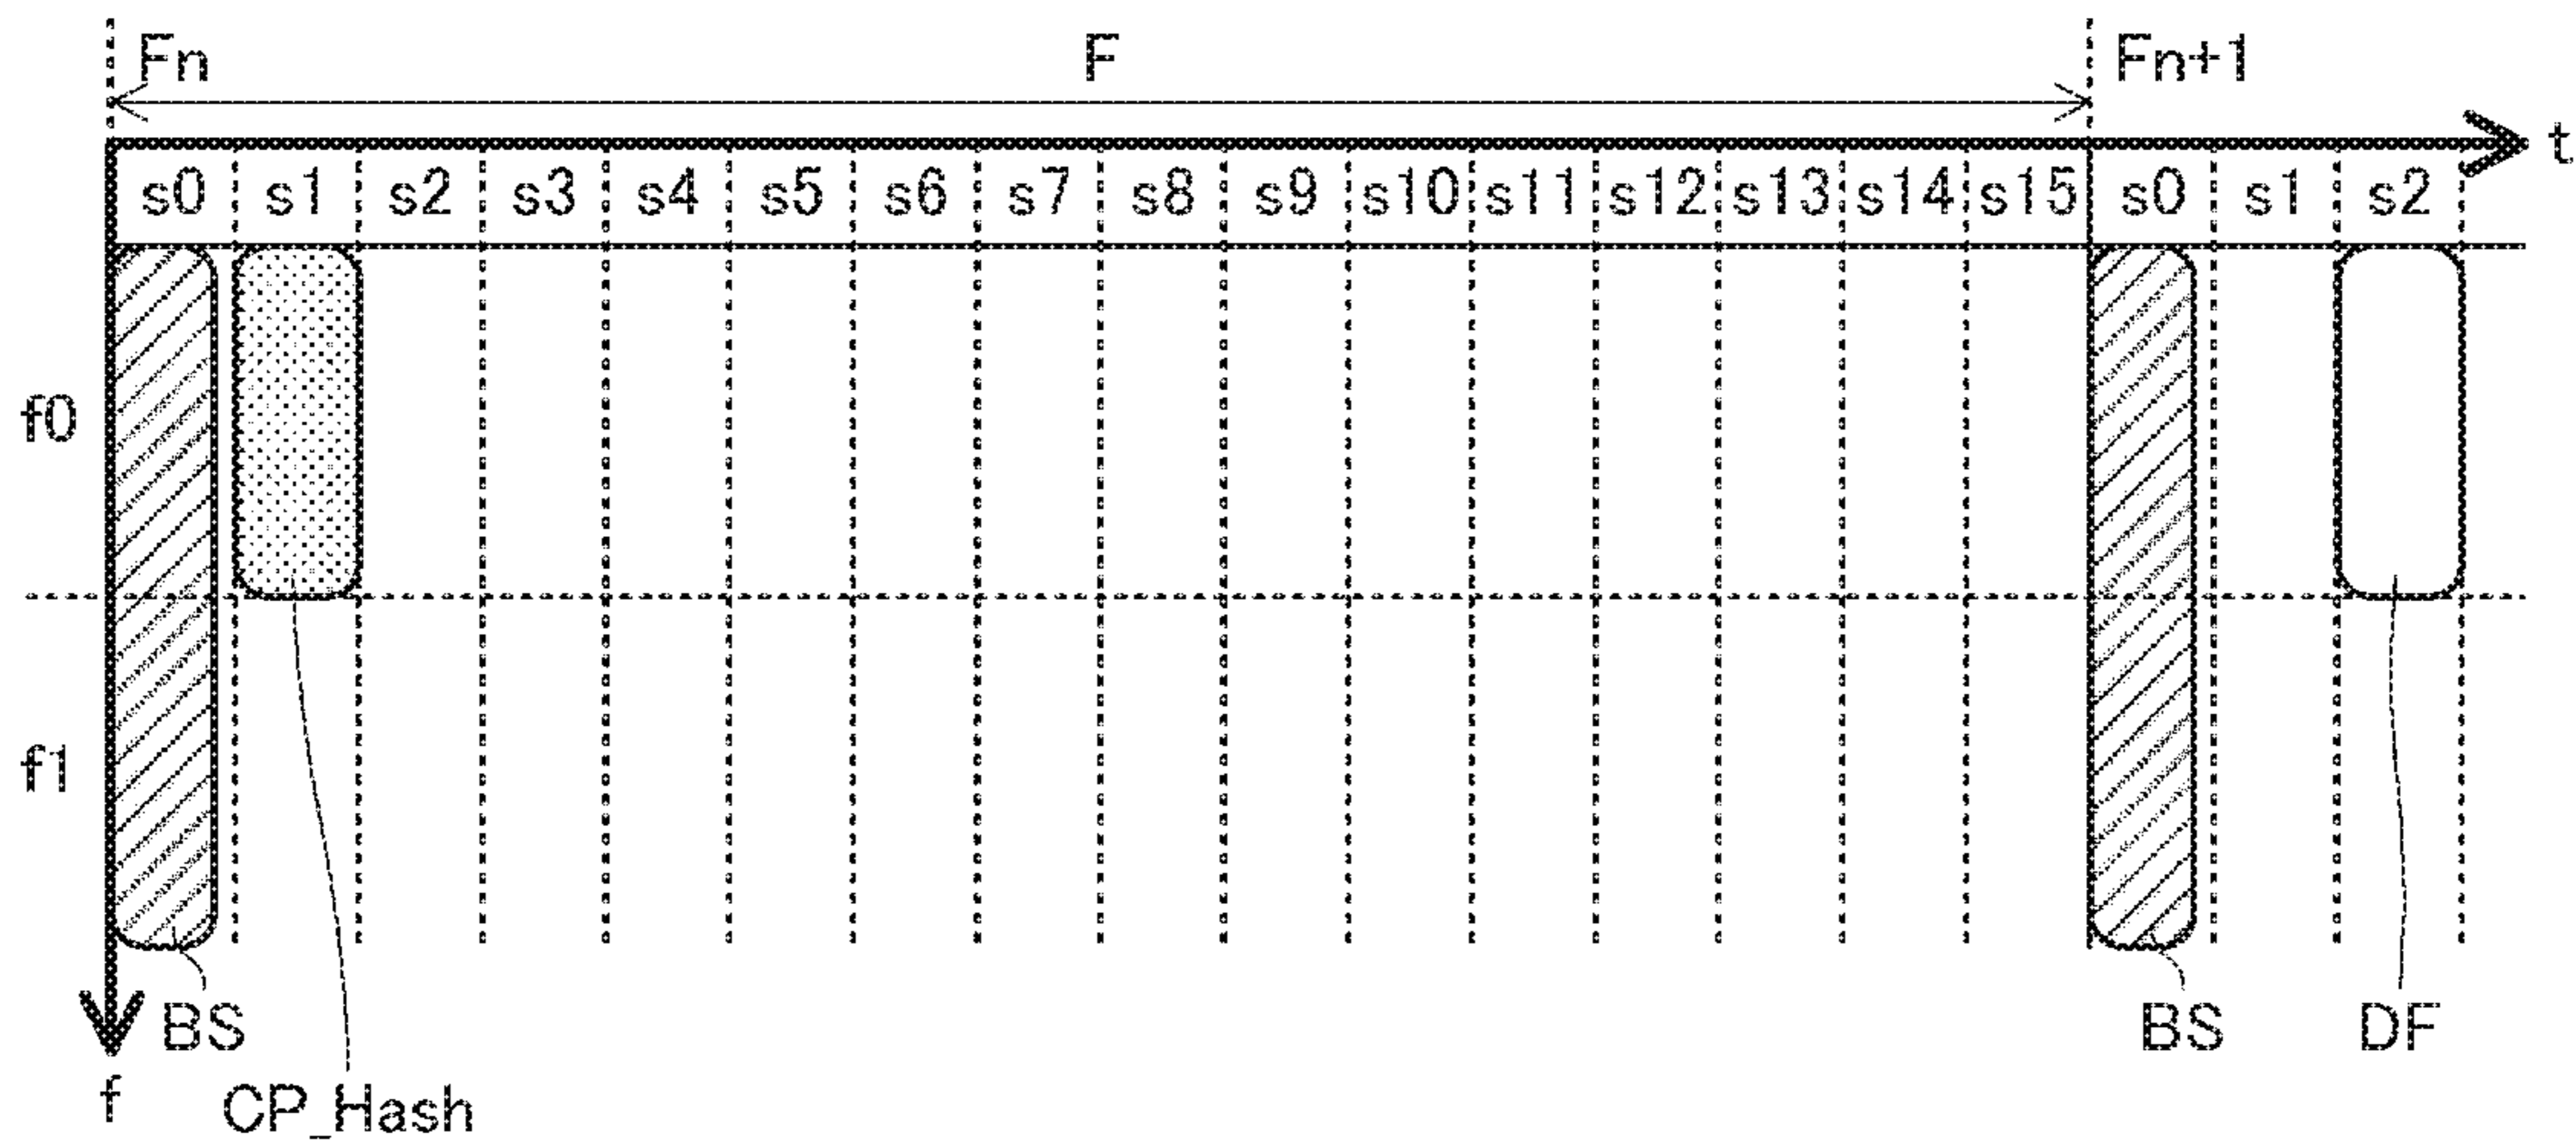 Fn F Fn+1
t
s0 s1 s2 s3 s4 s5 s6 s7 s8 s9 s10 s11 s12 s13 s14 s15 s0 s1 s2
f0
f1
BS BS DF
f CP_Hash